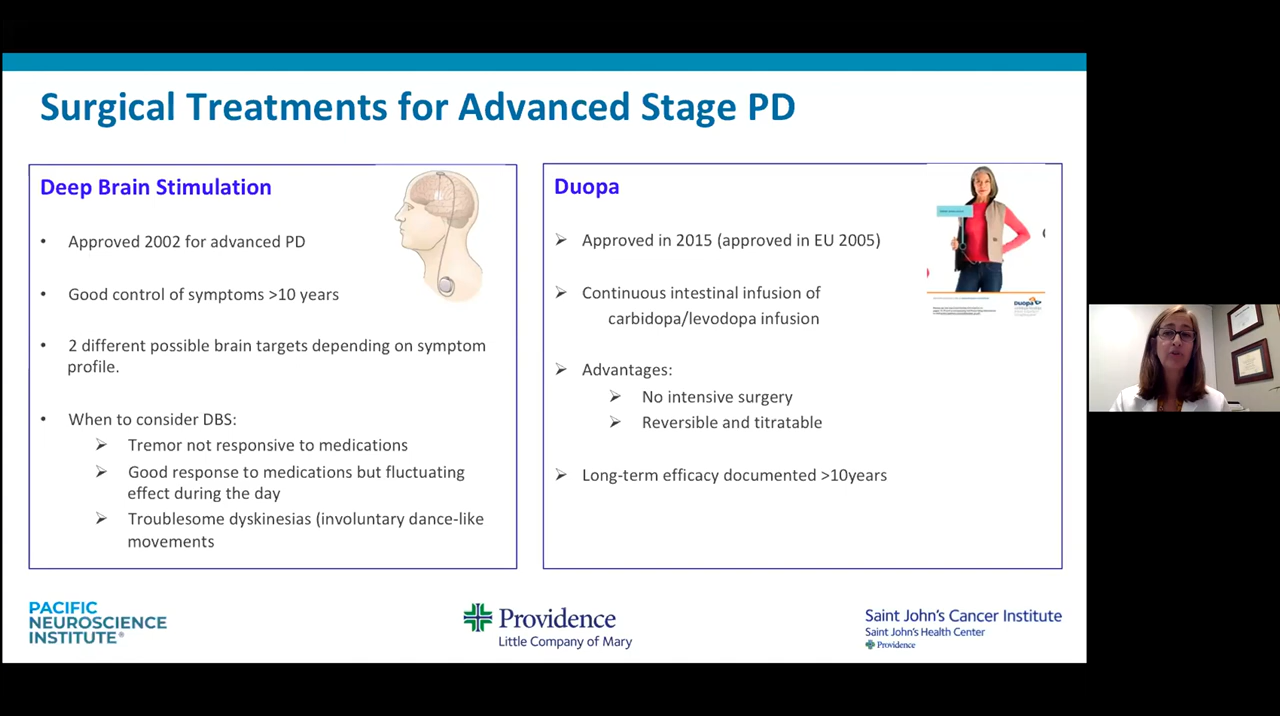 Surgical Treatments for Advanced Stage PD
Deep Brain Stimulation
• Approved 2002 for advanced PD
• Good control of symptoms >10 years
• 2 different possible brain targets depending on symptom
profile.
• When to consider DBS:
➢ Tremor not responsive to medications
➢ Good response to medications but fluctuating
effect during the day
➢ Troublesome dyskinesias (involuntary dance-like
movements
Duopa
➢ Approved in 2015 (approved in EU 2005)
➢ Continuous intestinal infusion of
carbidopa/levodopa infusion
➢ Advantages:
➢ No intensive surgery
➢ Reversible and titratable
➢ Long-term efficacy documented >10years
Duopa
PACIFIC
NEUROSCIENCE
INSTITUTE®
Providence
Little Company of Mary
Saint John's Cancer Institute
Saint John's Health Center
Providence